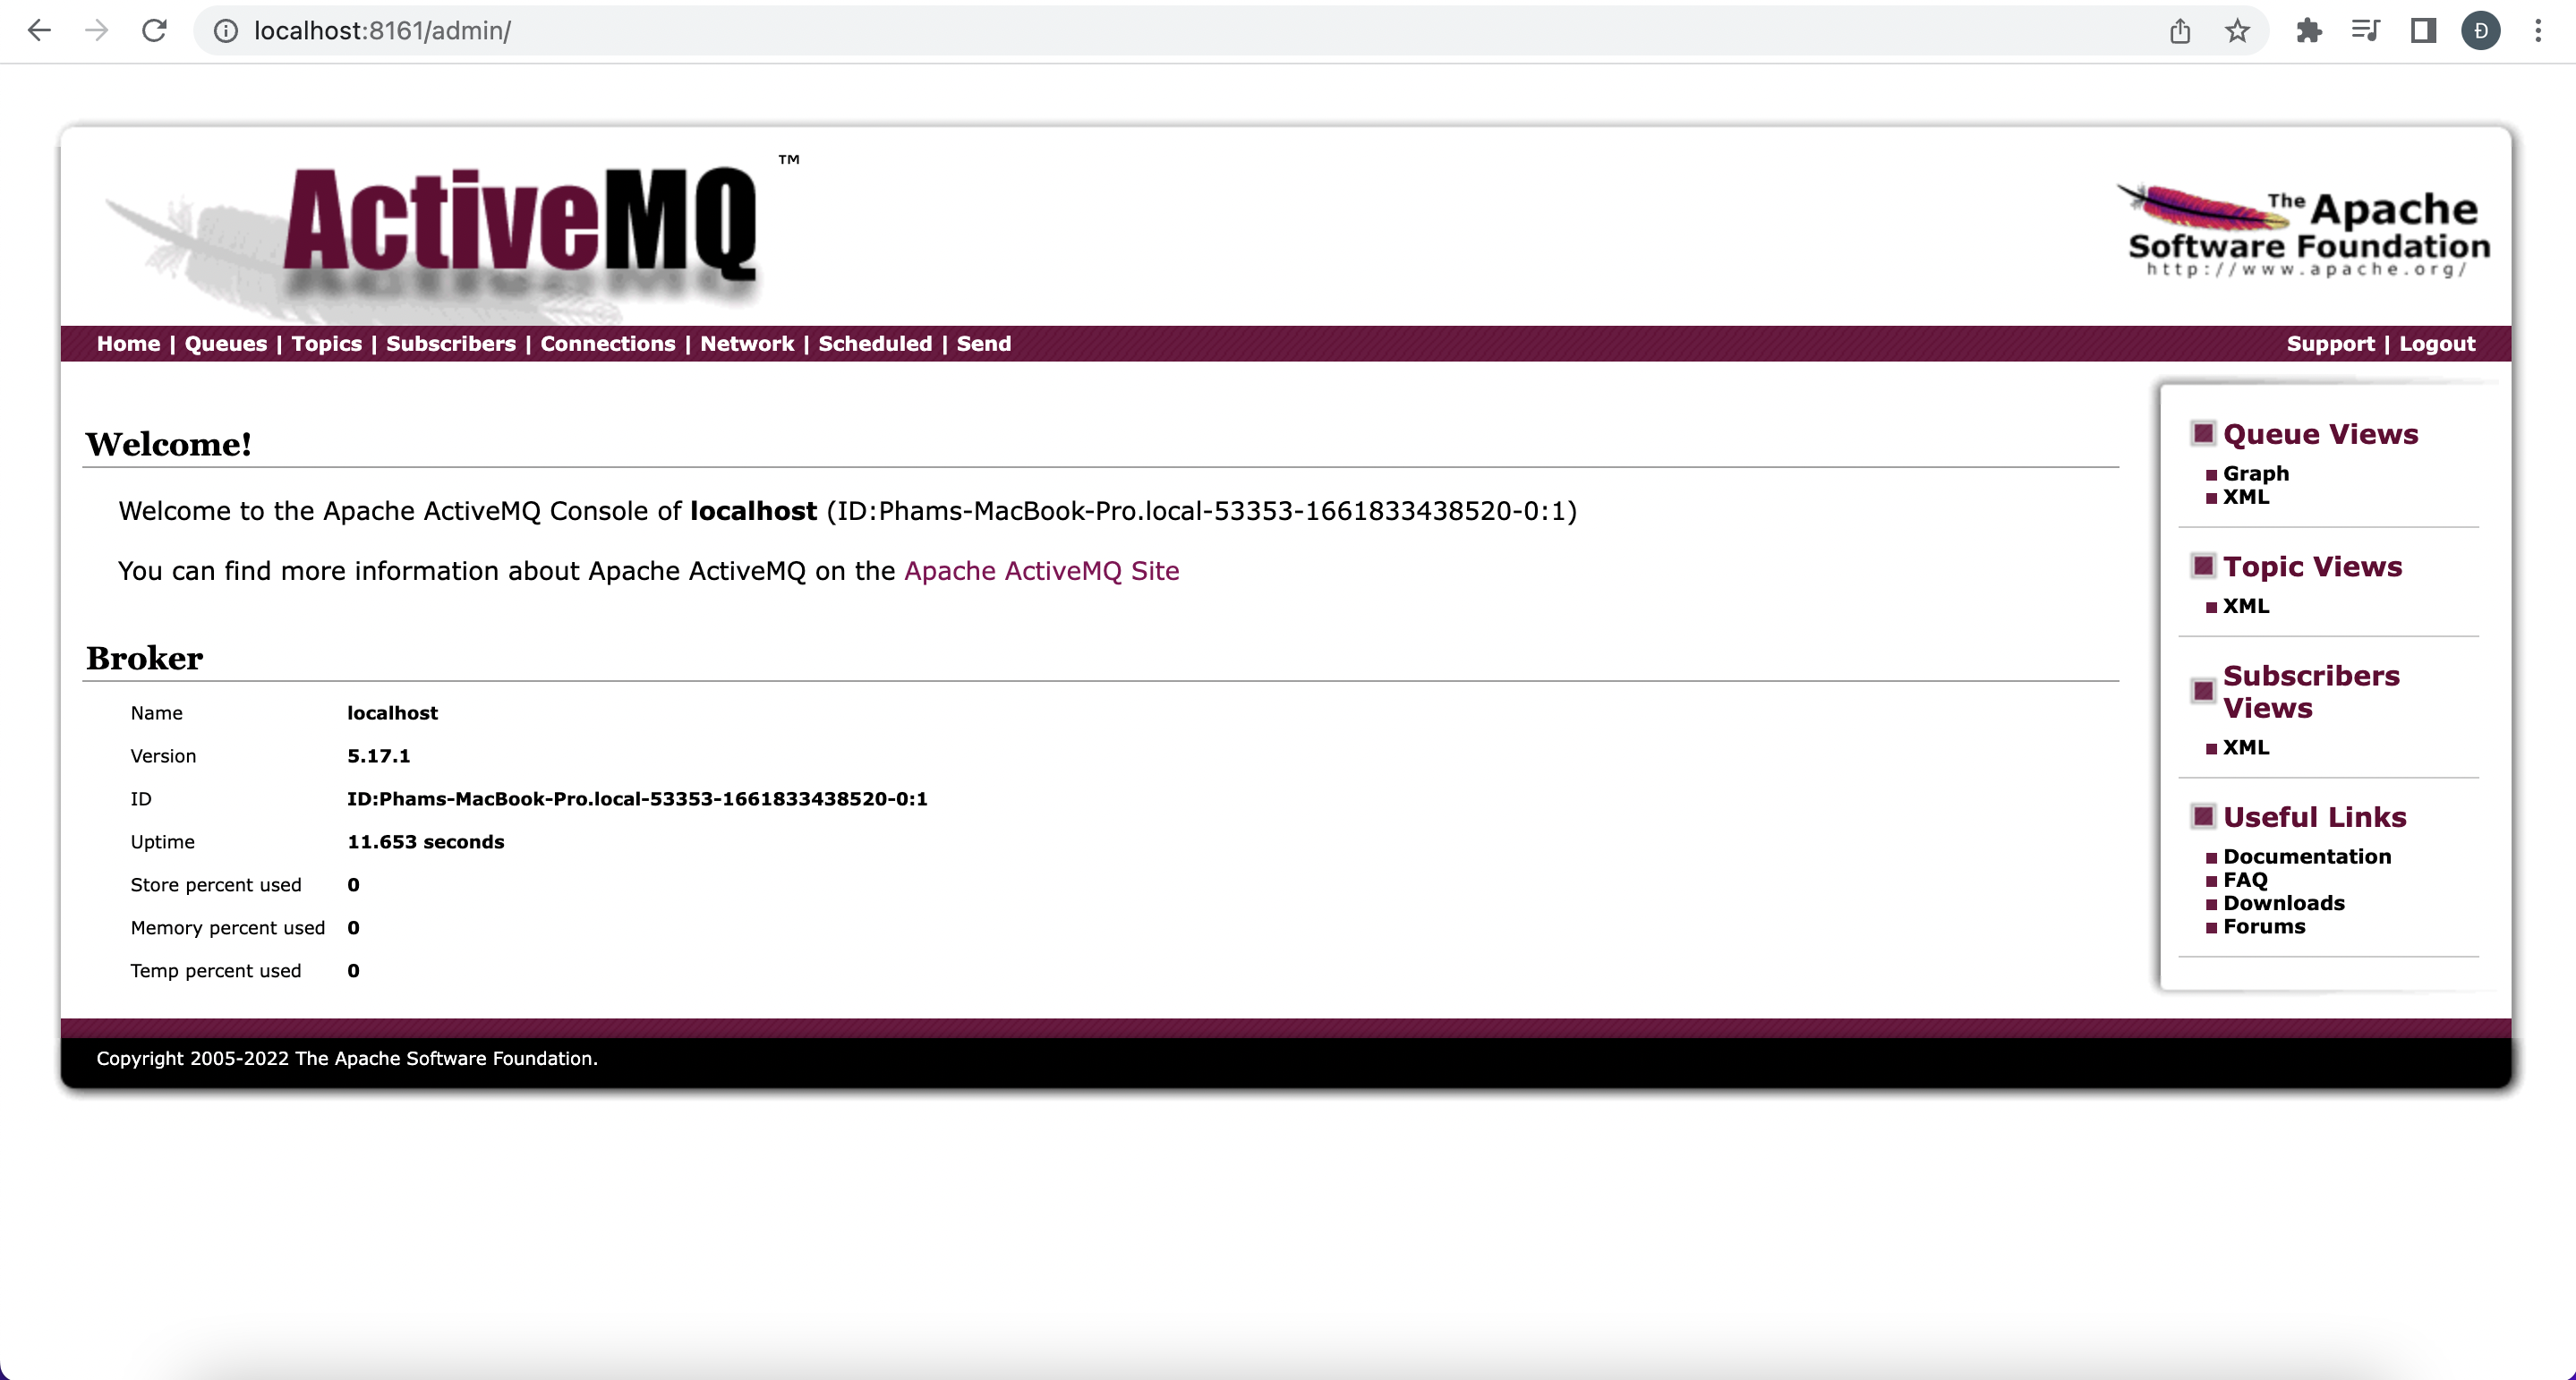 localhost:8161/admin/
Đ
ActiveMQ ™
The Apache
Software Foundation
http://www.apache.org/
Home | Queues | Topics | Subscribers | Connections | Network | Scheduled | Send
Support | Logout
Welcome!
Welcome to the Apache ActiveMQ Console of localhost (ID:Phams-MacBook-Pro.local-53353-1661833438520-0:1)
You can find more information about Apache ActiveMQ on the Apache ActiveMQ Site
Broker
Name localhost
Version 5.17.1
ID ID:Phams-MacBook-Pro.local-53353-1661833438520-0:1
Uptime 11.653 seconds
Store percent used 0
Memory percent used 0
Temp percent used 0
Queue Views
Graph
XML
Topic Views
XML
Subscribers
Views
XML
Useful Links
Documentation
FAQ
Downloads
Forums
Copyright 2005-2022 The Apache Software Foundation.